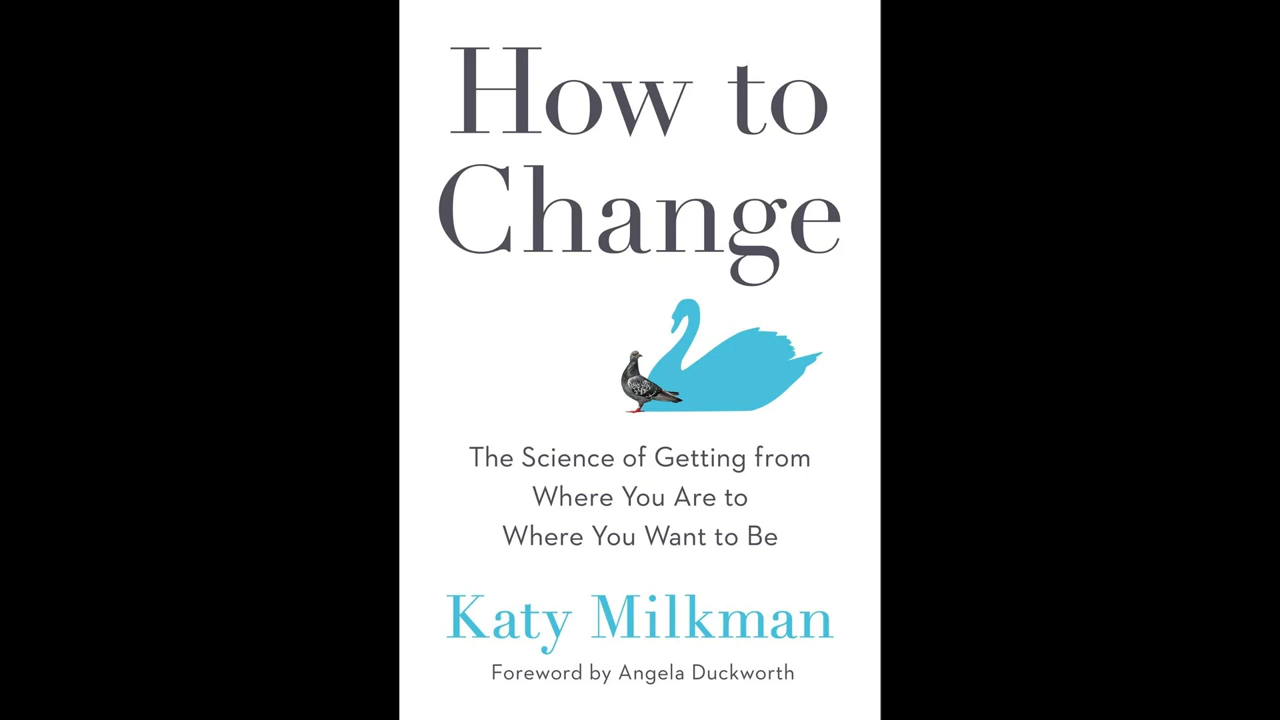 How to
Change
The Science of Getting from
Where You Are to
Where You Want to Be
Katy Milkman
Foreword by Angela Duckworth